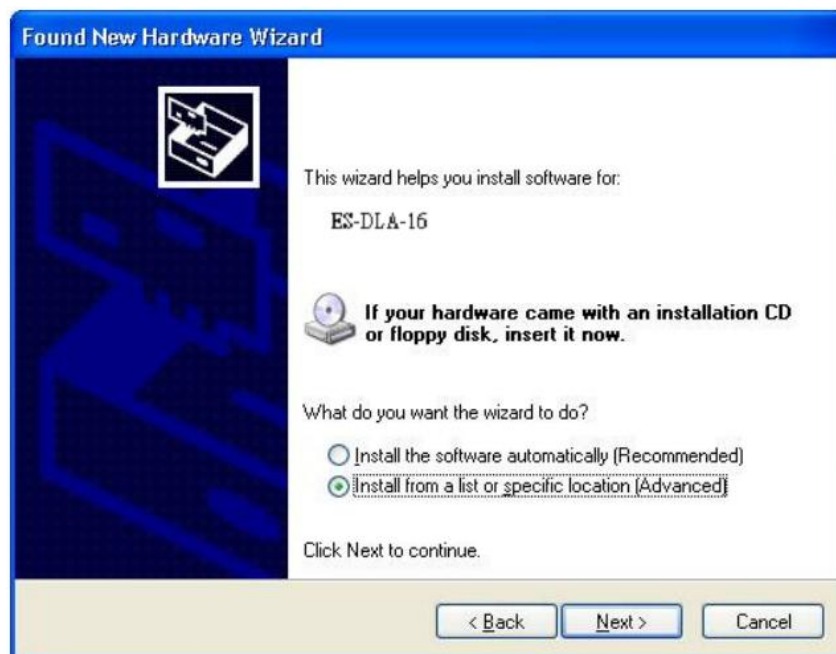 Found New Hardware Wizard
This wizard helps you install software for:
ES-DLA-16
If your hardware came with an installation CD
or floppy disk, insert it now.
What do you want the wizard to do?
Install the software automatically (Recommended)
Install from a list or specific location (Advanced)
Click Next to continue.
< Back Next > Cancel